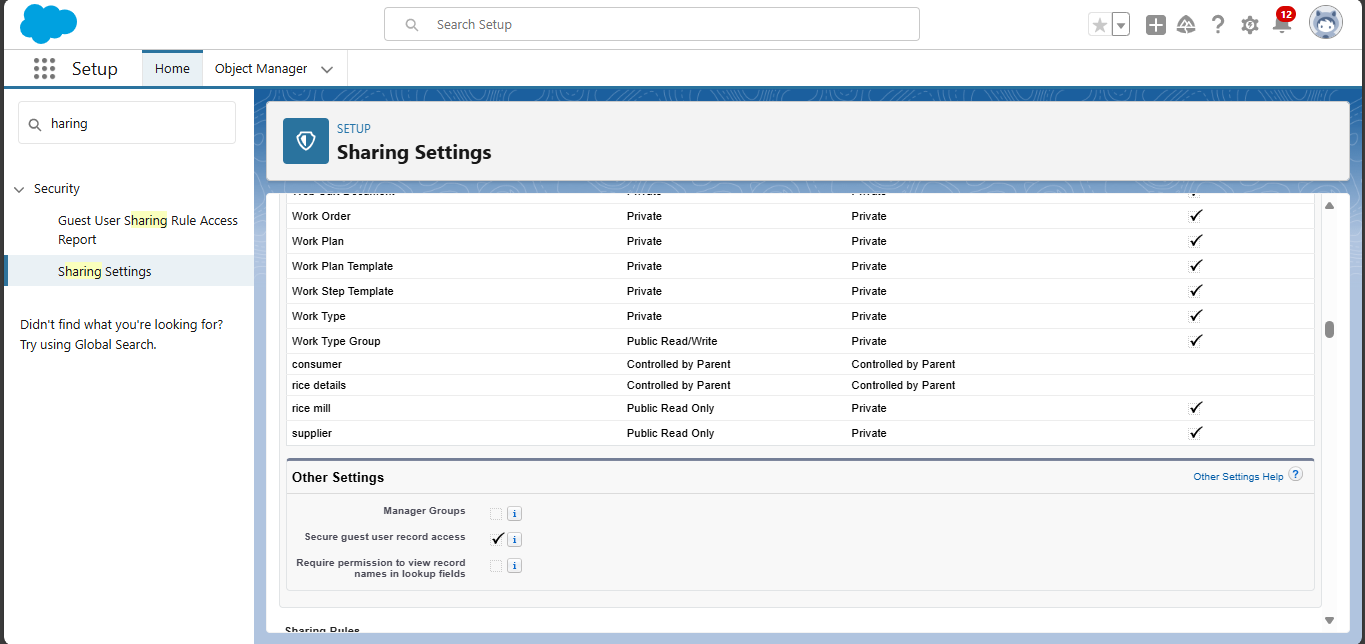 Search Setup
12
Setup
Home
Object Manager
haring
Security
Guest User Sharing Rule Access
Report
Sharing Settings
Didn't find what you're looking for?
Try using Global Search.
SETUP
Sharing Settings
Private Private
Work Order Private Private
Work Plan Private Private
Work Plan Template Private Private
Work Step Template Private Private
Work Type Private Private
Work Type Group Public Read/Write Private
consumer Controlled by Parent Controlled by Parent
rice details Controlled by Parent Controlled by Parent
rice mill Public Read Only Private
supplier Public Read Only Private
Other Settings
Other Settings Help ?
Manager Groups i
Secure guest user record access i
Require permission to view record
names in lookup fields i
Sharing Rules